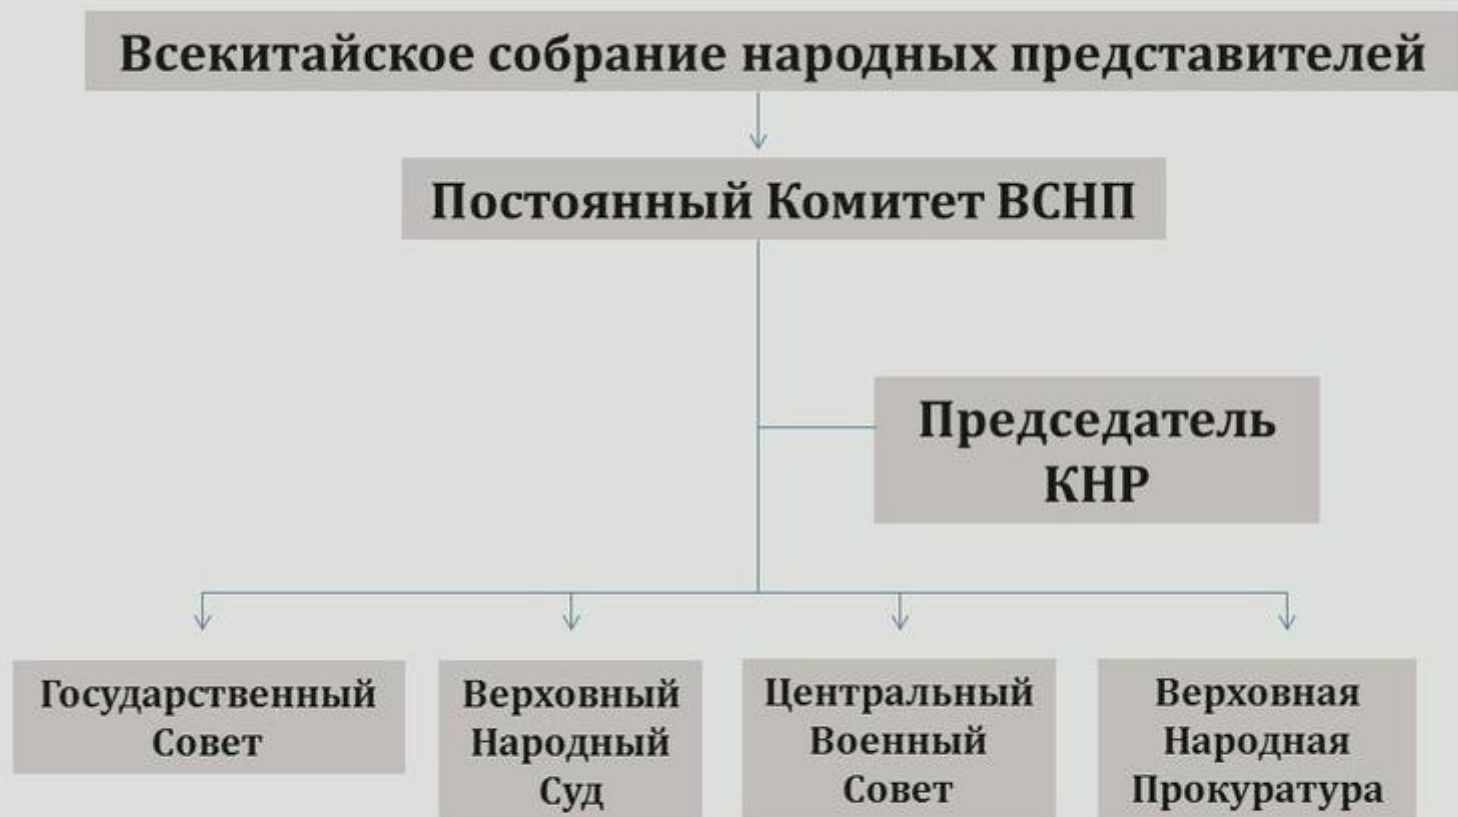 Всекитайское собрание народных представителей
Постоянный Комитет ВСНП
Председатель
КНР
Государственный
Совет
Верховный
Народный
Суд
Центральный
Военный
Совет
Верховная
Народная
Прокуратура